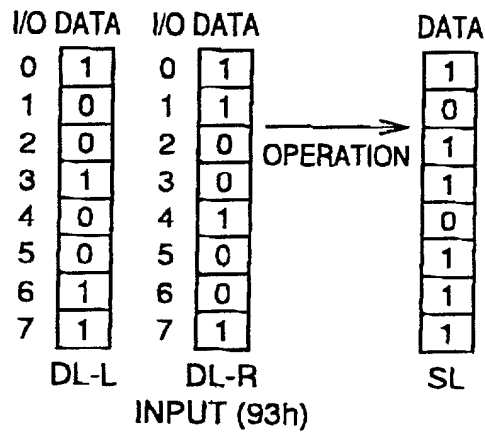 I/O DATA I/O DATA DATA
0 1 0 1 1
1 0 1 1 0
2 0 2 0 1
OPERATION
3 1 3 0 1
4 0 4 1 0
5 0 5 0 1
6 1 6 0 1
7 1 7 1 1
DL-L DL-R SL
INPUT (93h)